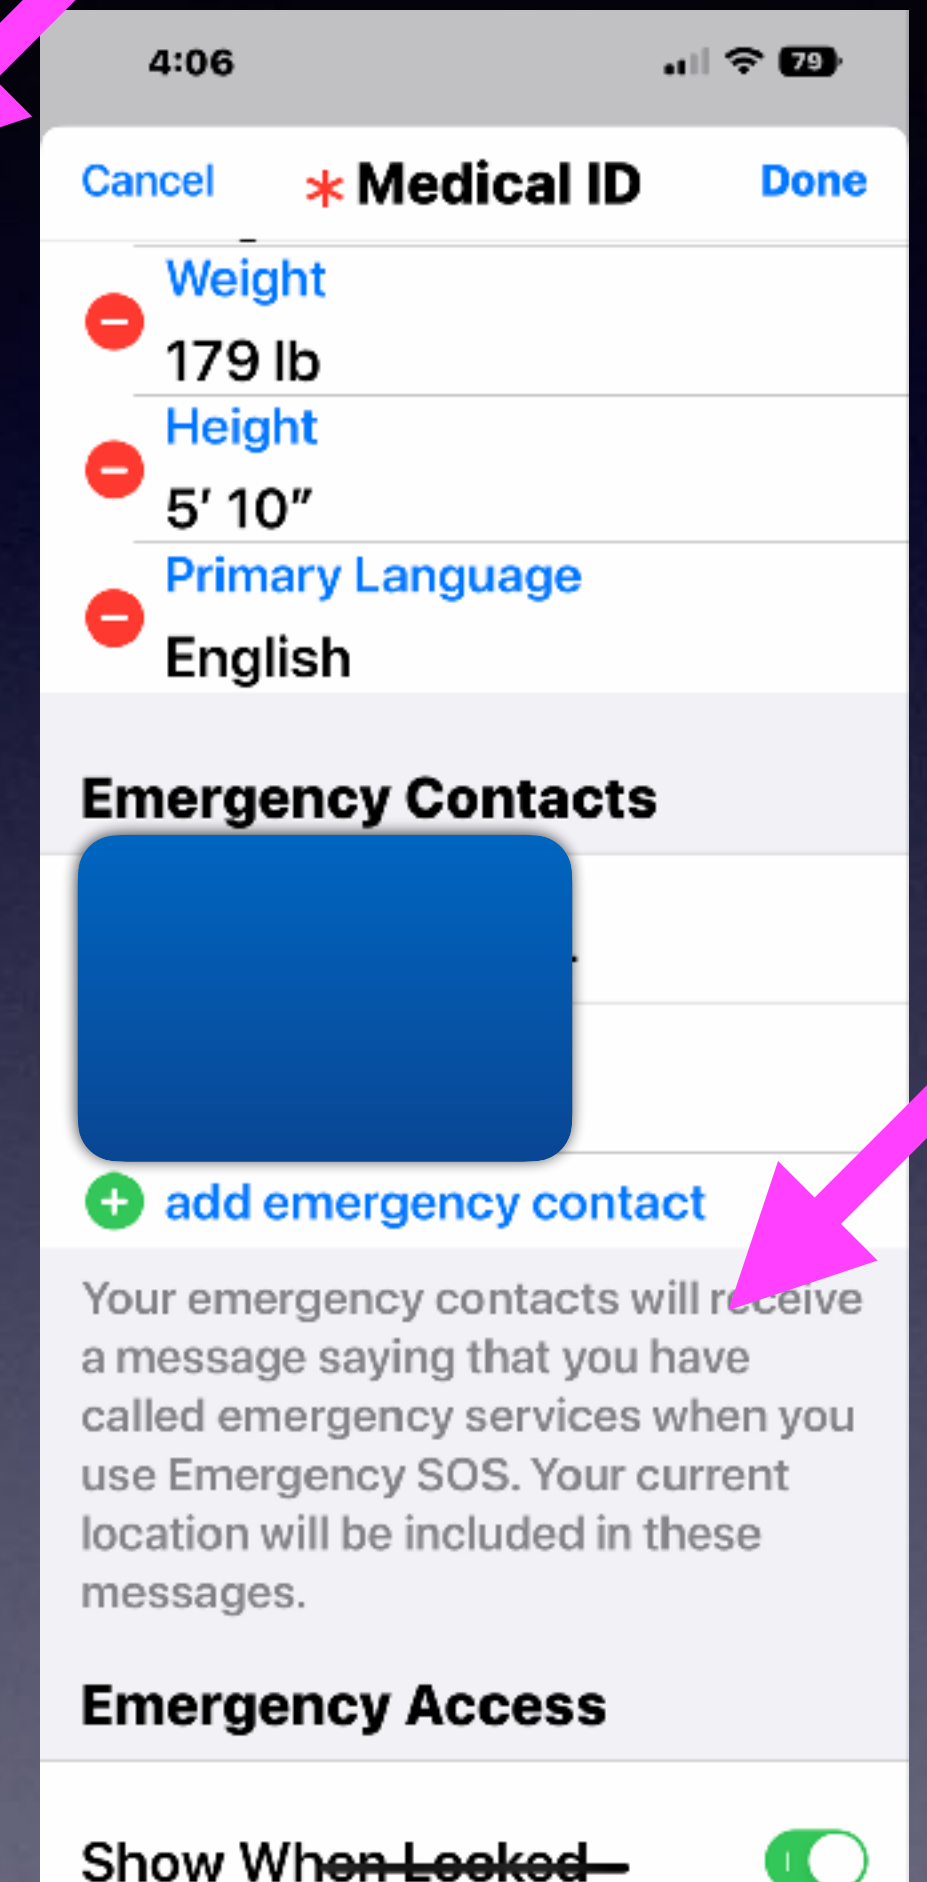 4:06 79
Cancel * Medical ID Done
Weight
179 lb
Height
5' 10"
Primary Language
English
Emergency Contacts
add emergency contact
Your emergency contacts will receive
a message saying that you have
called emergency services when you
use Emergency SOS. Your current
location will be included in these
messages.
Emergency Access
Show When Locked